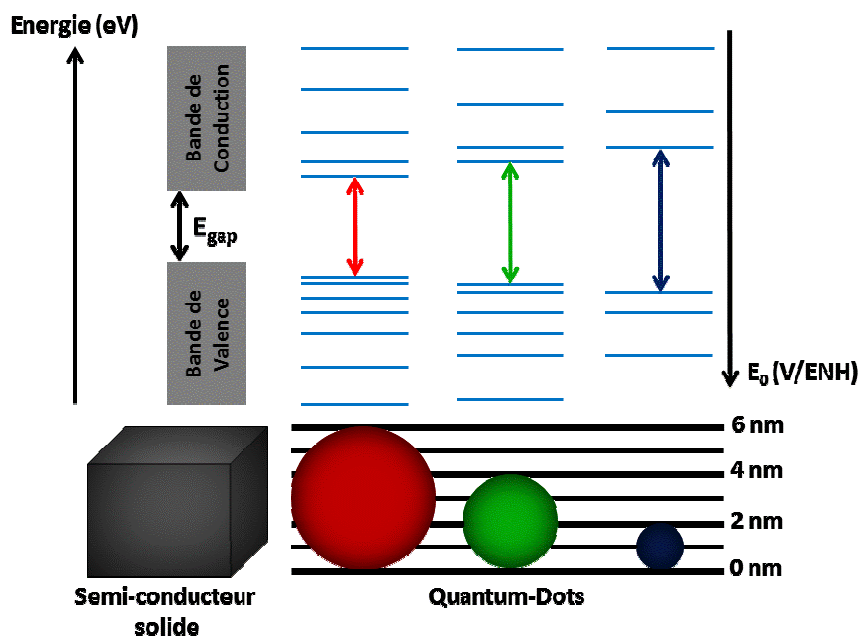 Energie (eV)
Bande de
Conduction
E gap
Bande de
Valence
E0 (V/ENH)
6 nm
4 nm
2 nm
0 nm
Semi-conducteur
solide
Quantum-Dots